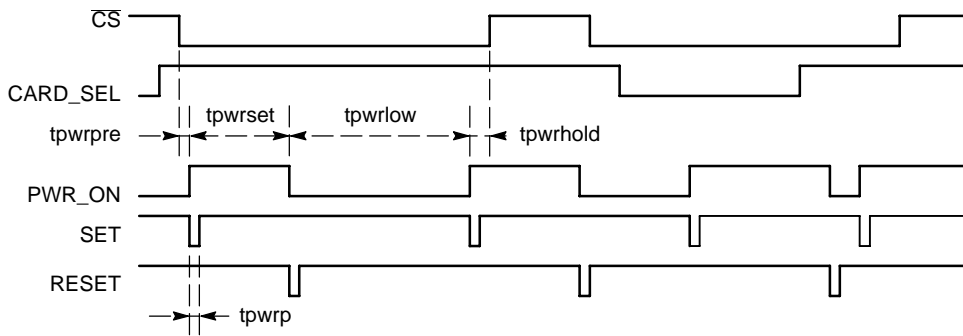 CS
CARD_SEL
tpwrset
tpwrlow
tpwrpre
tpwrhold
PWR_ON
SET
RESET
tpwrp